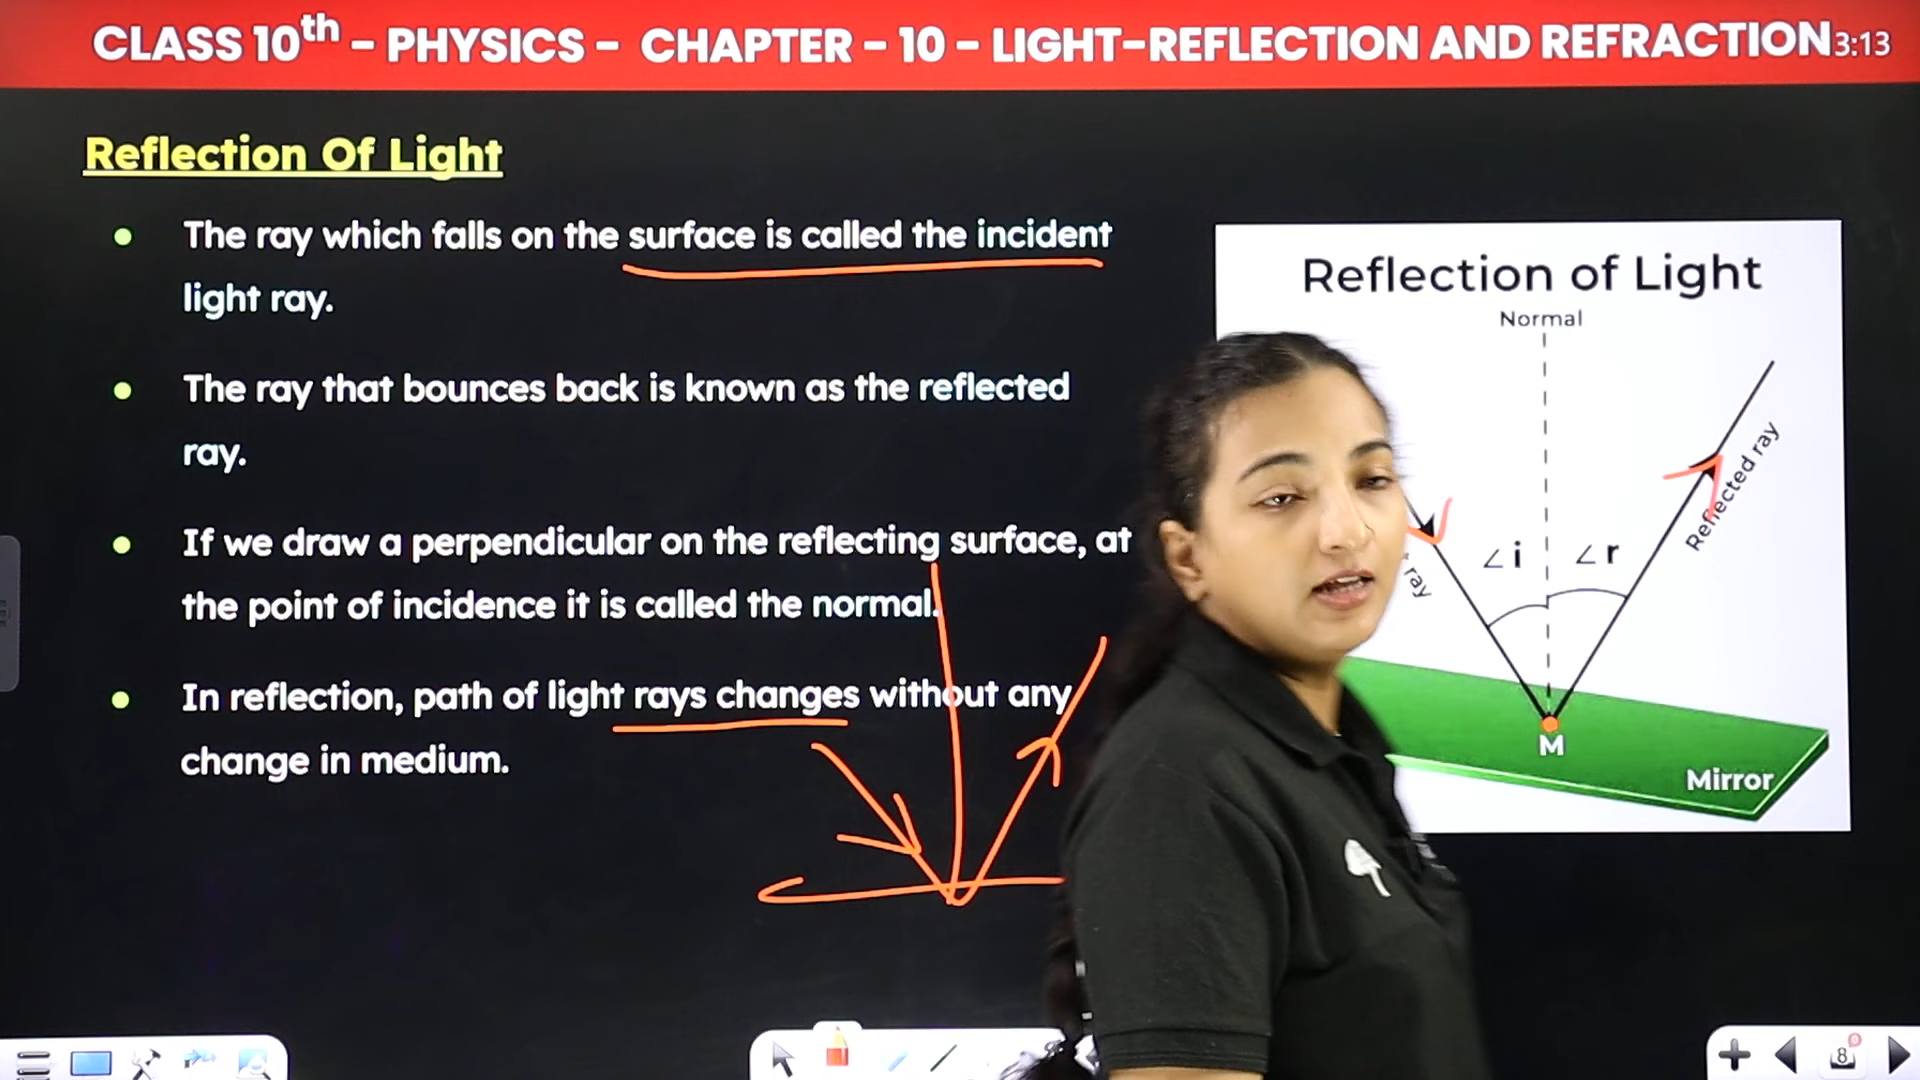 CLASS 10th - PHYSICS - CHAPTER - 10 - LIGHT-REFLECTION AND REFRACTION
3:13
Reflection Of Light
The ray which falls on the surface is called the incident
light ray.
The ray that bounces back is known as the reflected
ray.
If we draw a perpendicular on the reflecting surface, at
the point of incidence it is called the normal.
In reflection, path of light rays changes without any
change in medium.
Reflection of Light
Normal
Reflected ray
ray
∠i
∠r
M
Mirror
8